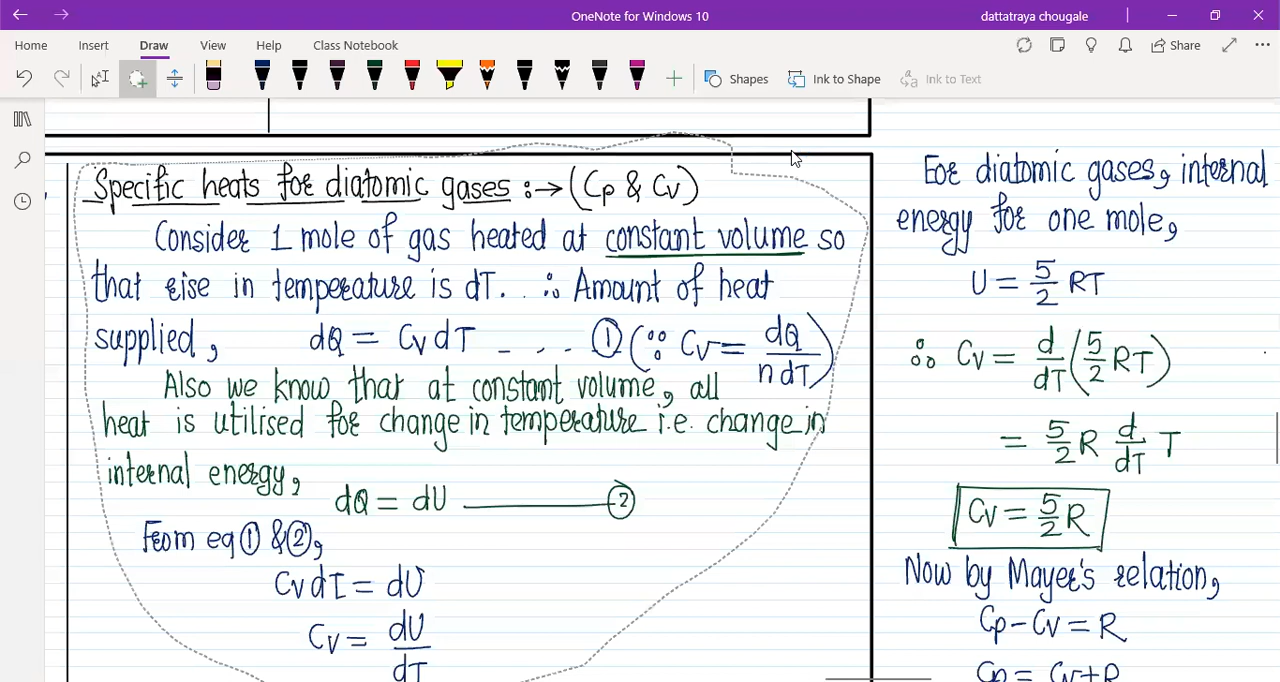 OneNote for Windows 10
dattatraya chougale
Home Insert Draw View Help Class Notebook
Share
Shapes Ink to Shape Ink to Text
Specific heats for diatomic gases :→ (Cp & Cv)
Consider 1 mole of gas heated at constant volume so
that rise in temperature is dT. ∴ Amount of heat
supplied, dQ = Cv dT _ . . . ① (∵ Cv = dQ/n dT)
Also we know that at constant volume, all
heat is utilised for change in temperature i.e. change in
internal energy,
dQ = dU ——— ②
From eq ① & ②,
Cv dT = dU
Cv = dU/dT
For diatomic gases, internal
energy for one mole,
U = 5/2 RT
∴ Cv = d/dT (5/2 RT)
= 5/2 R d/dT T
Cv = 5/2 R
Now by Mayer's relation,
Cp - Cv = R
Cp = Cv + R